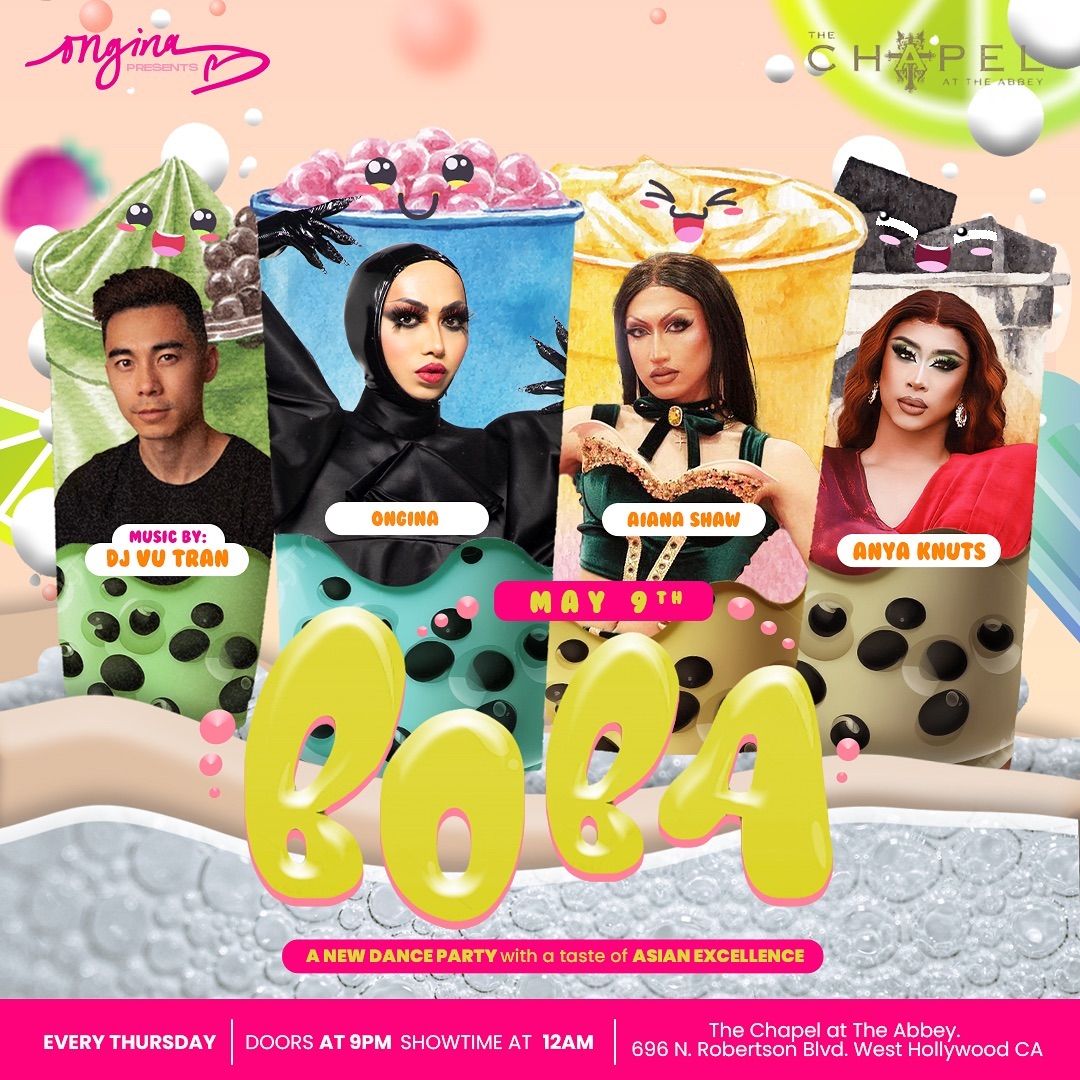 ongina
PRESENTS
THE
CHAPEL
AT THE ABBEY
MUSIC BY:
DJ VU TRAN
ONGINA
AIANA SHAW
ANYA KNUTS
MAY 9TH
BOBA
A NEW DANCE PARTY with a taste of ASIAN EXCELLENCE
EVERY THURSDAY
DOORS AT 9PM SHOWTIME AT 12AM
The Chapel at The Abbey.
696 N. Robertson Blvd. West Hollywood CA